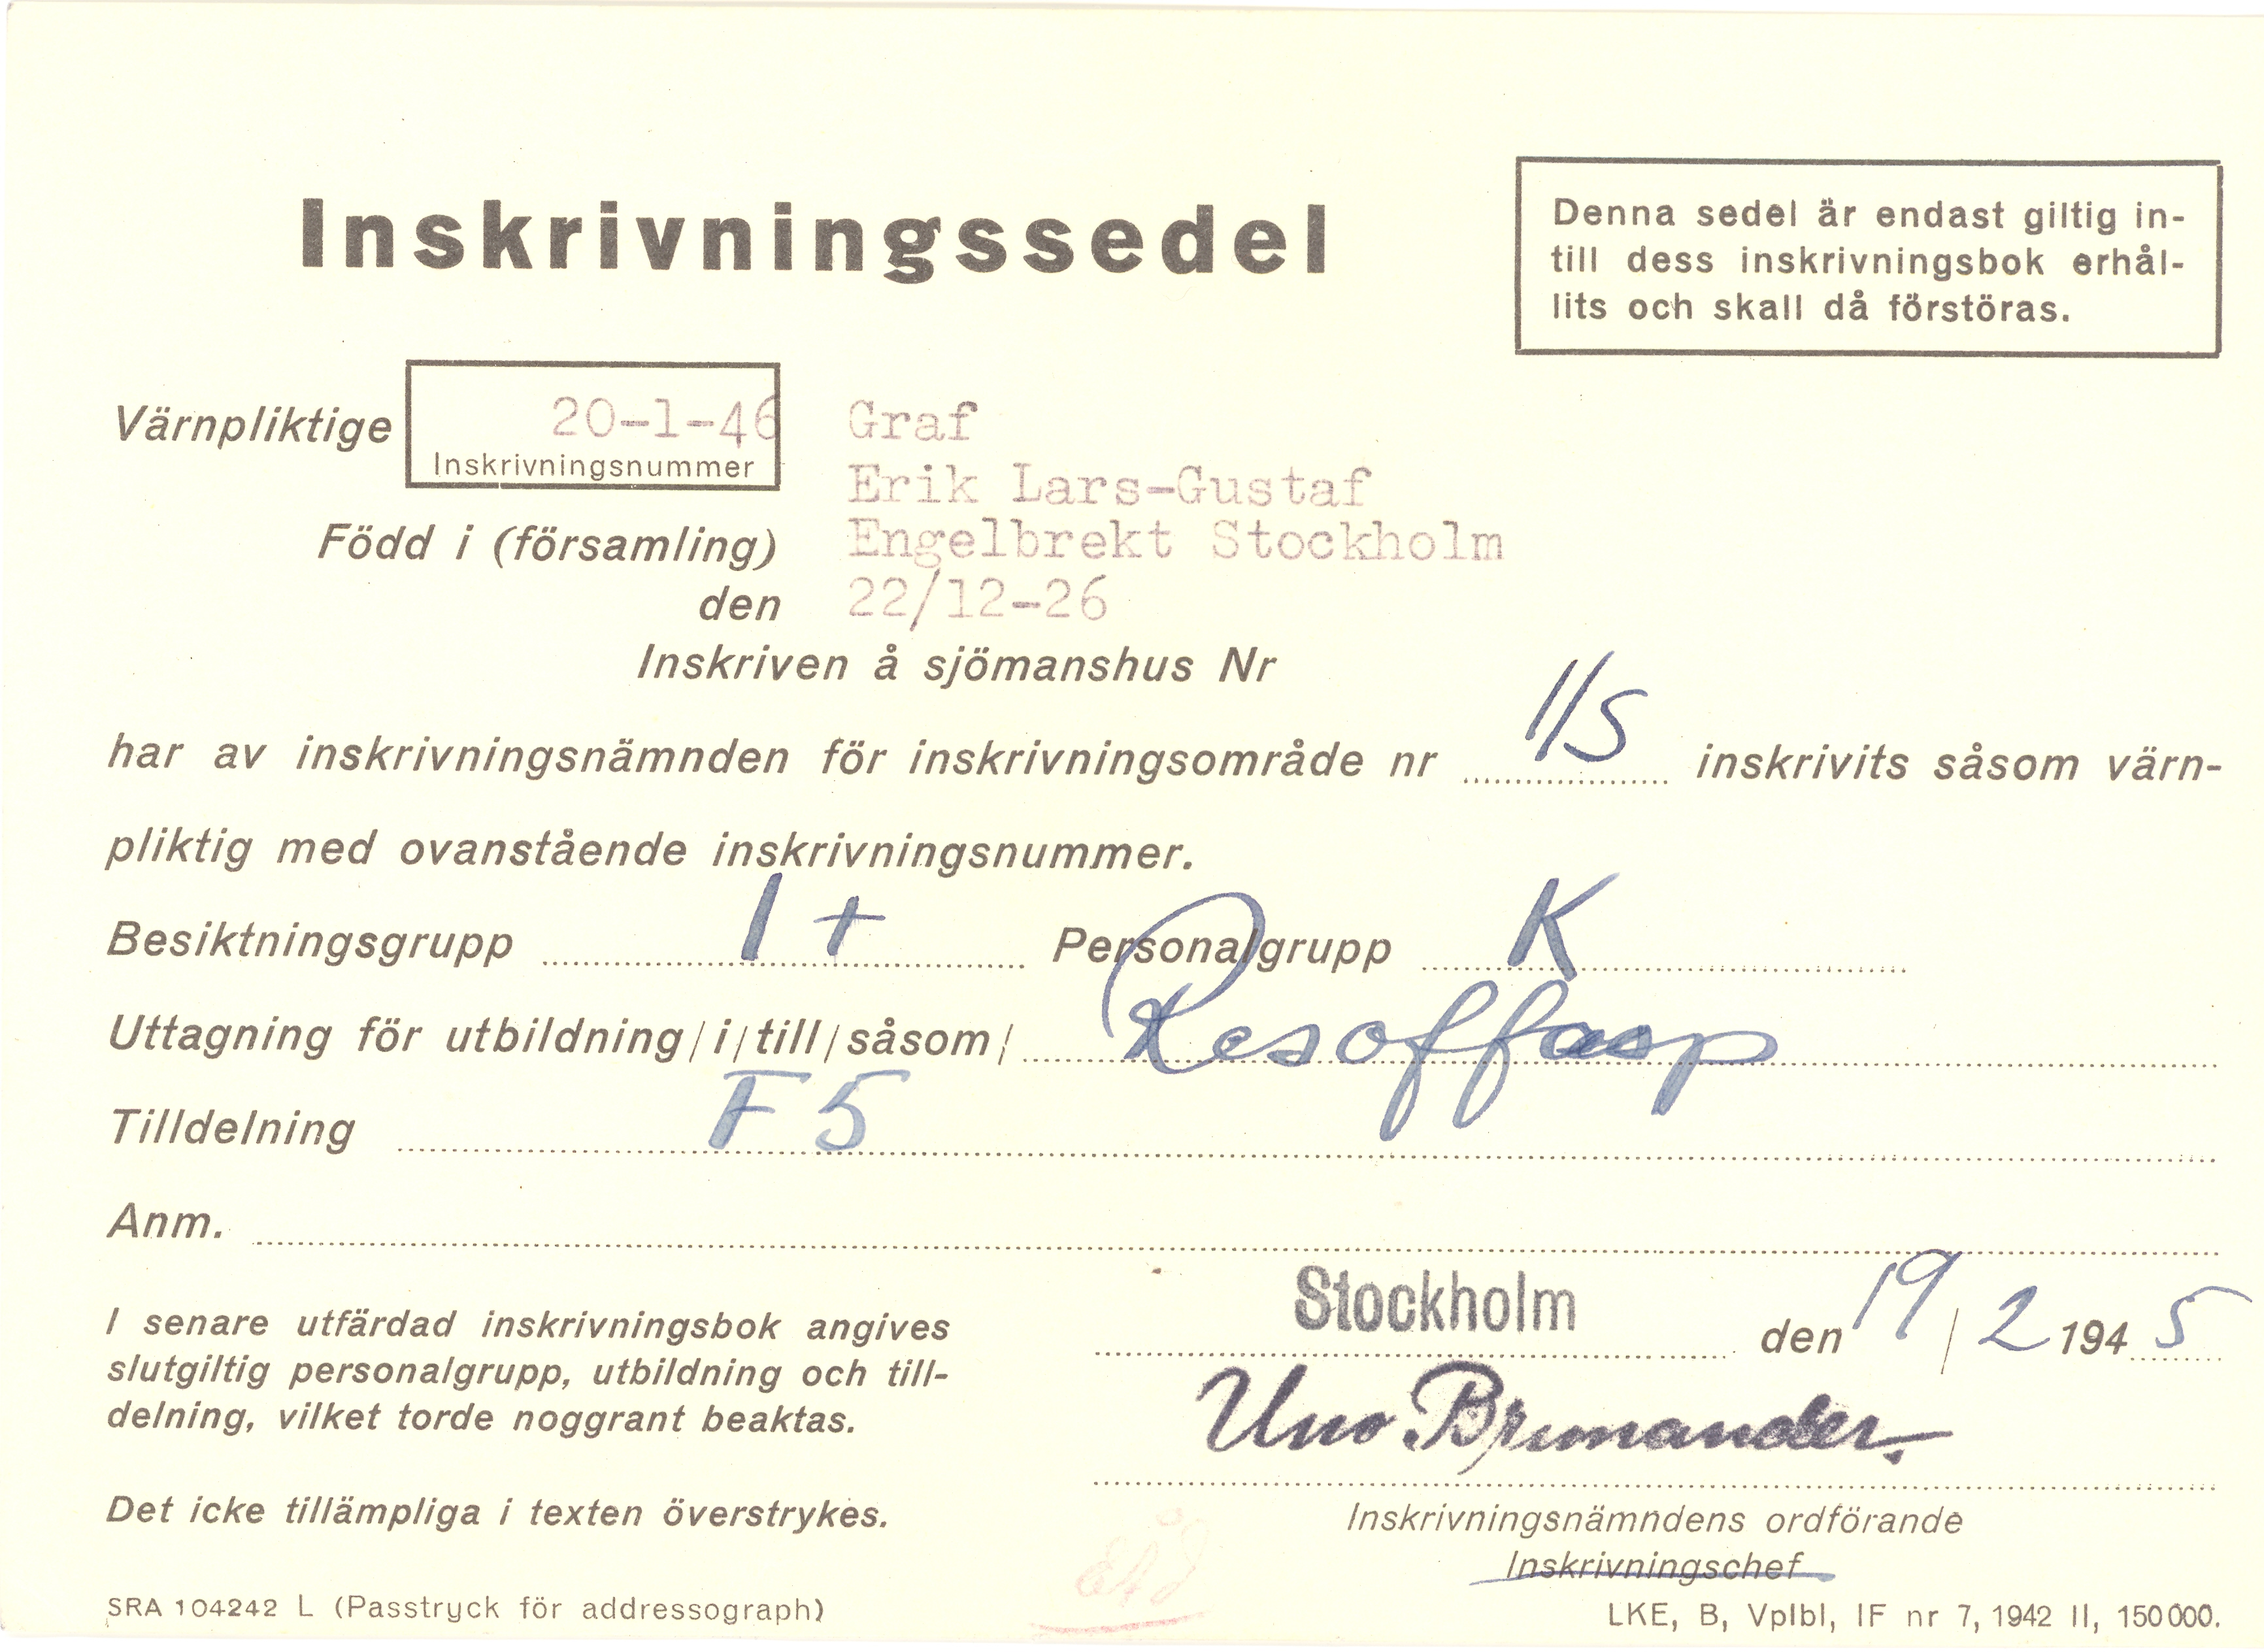 Inskrivningssedel
Denna sedel är endast giltig in-
till dess inskrivningsbok erhål-
lits och skall då förstöras.
Värnpliktige 20-1-46 Graf
Inskrivningsnummer
Erik Lars-Gustaf
Född i (församling) Engelbrekt Stockholm
den 22/12-26
Inskriven å sjömanshus Nr
har av inskrivningsnämnden för inskrivningsområde nr 11/S inskrivits såsom värn-
pliktig med ovanstående inskrivningsnummer.
Besiktningsgrupp 1 + Personalgrupp K
Uttagning för utbildning/i/till/såsom/ Resoffasp
Tilldelning F 5
Anm.
Stockholm den 19/2 1945
I senare utfärdad inskrivningsbok angives
slutgiltig personalgrupp, utbildning och till-
delning, vilket torde noggrant beaktas.
Uno Brunander
Det icke tillämpliga i texten överstrykes.
Inskrivningsnämndens ordförande
Inskrivningschef
SRA 104242 L (Passtryck för addressograph)
LKE, B, Vplbl, IF nr 7, 1942 II, 150000.